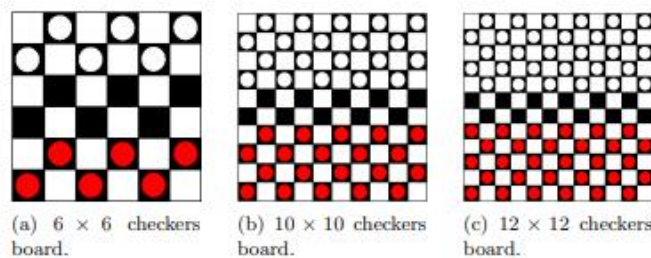 (a) 6 × 6 checkers
board.
(b) 10 × 10 checkers
board.
(c) 12 × 12 checkers
board.